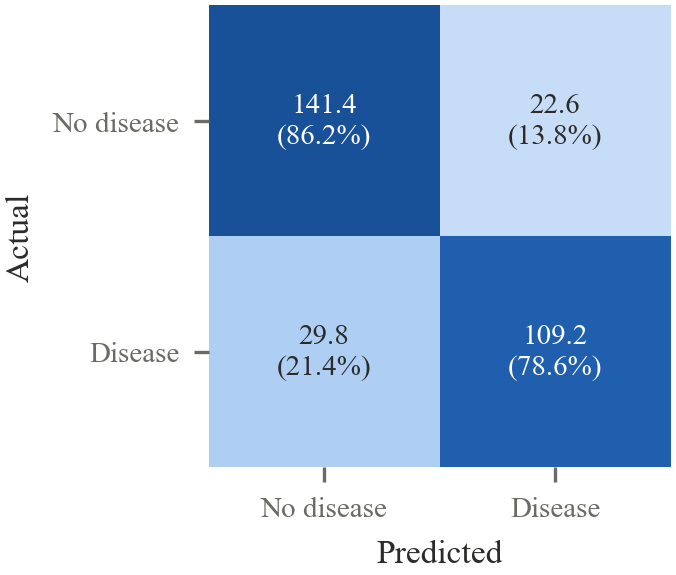 No disease
141.4
(86.2%)
22.6
(13.8%)
Actual
Disease
29.8
(21.4%)
109.2
(78.6%)
No disease
Disease
Predicted